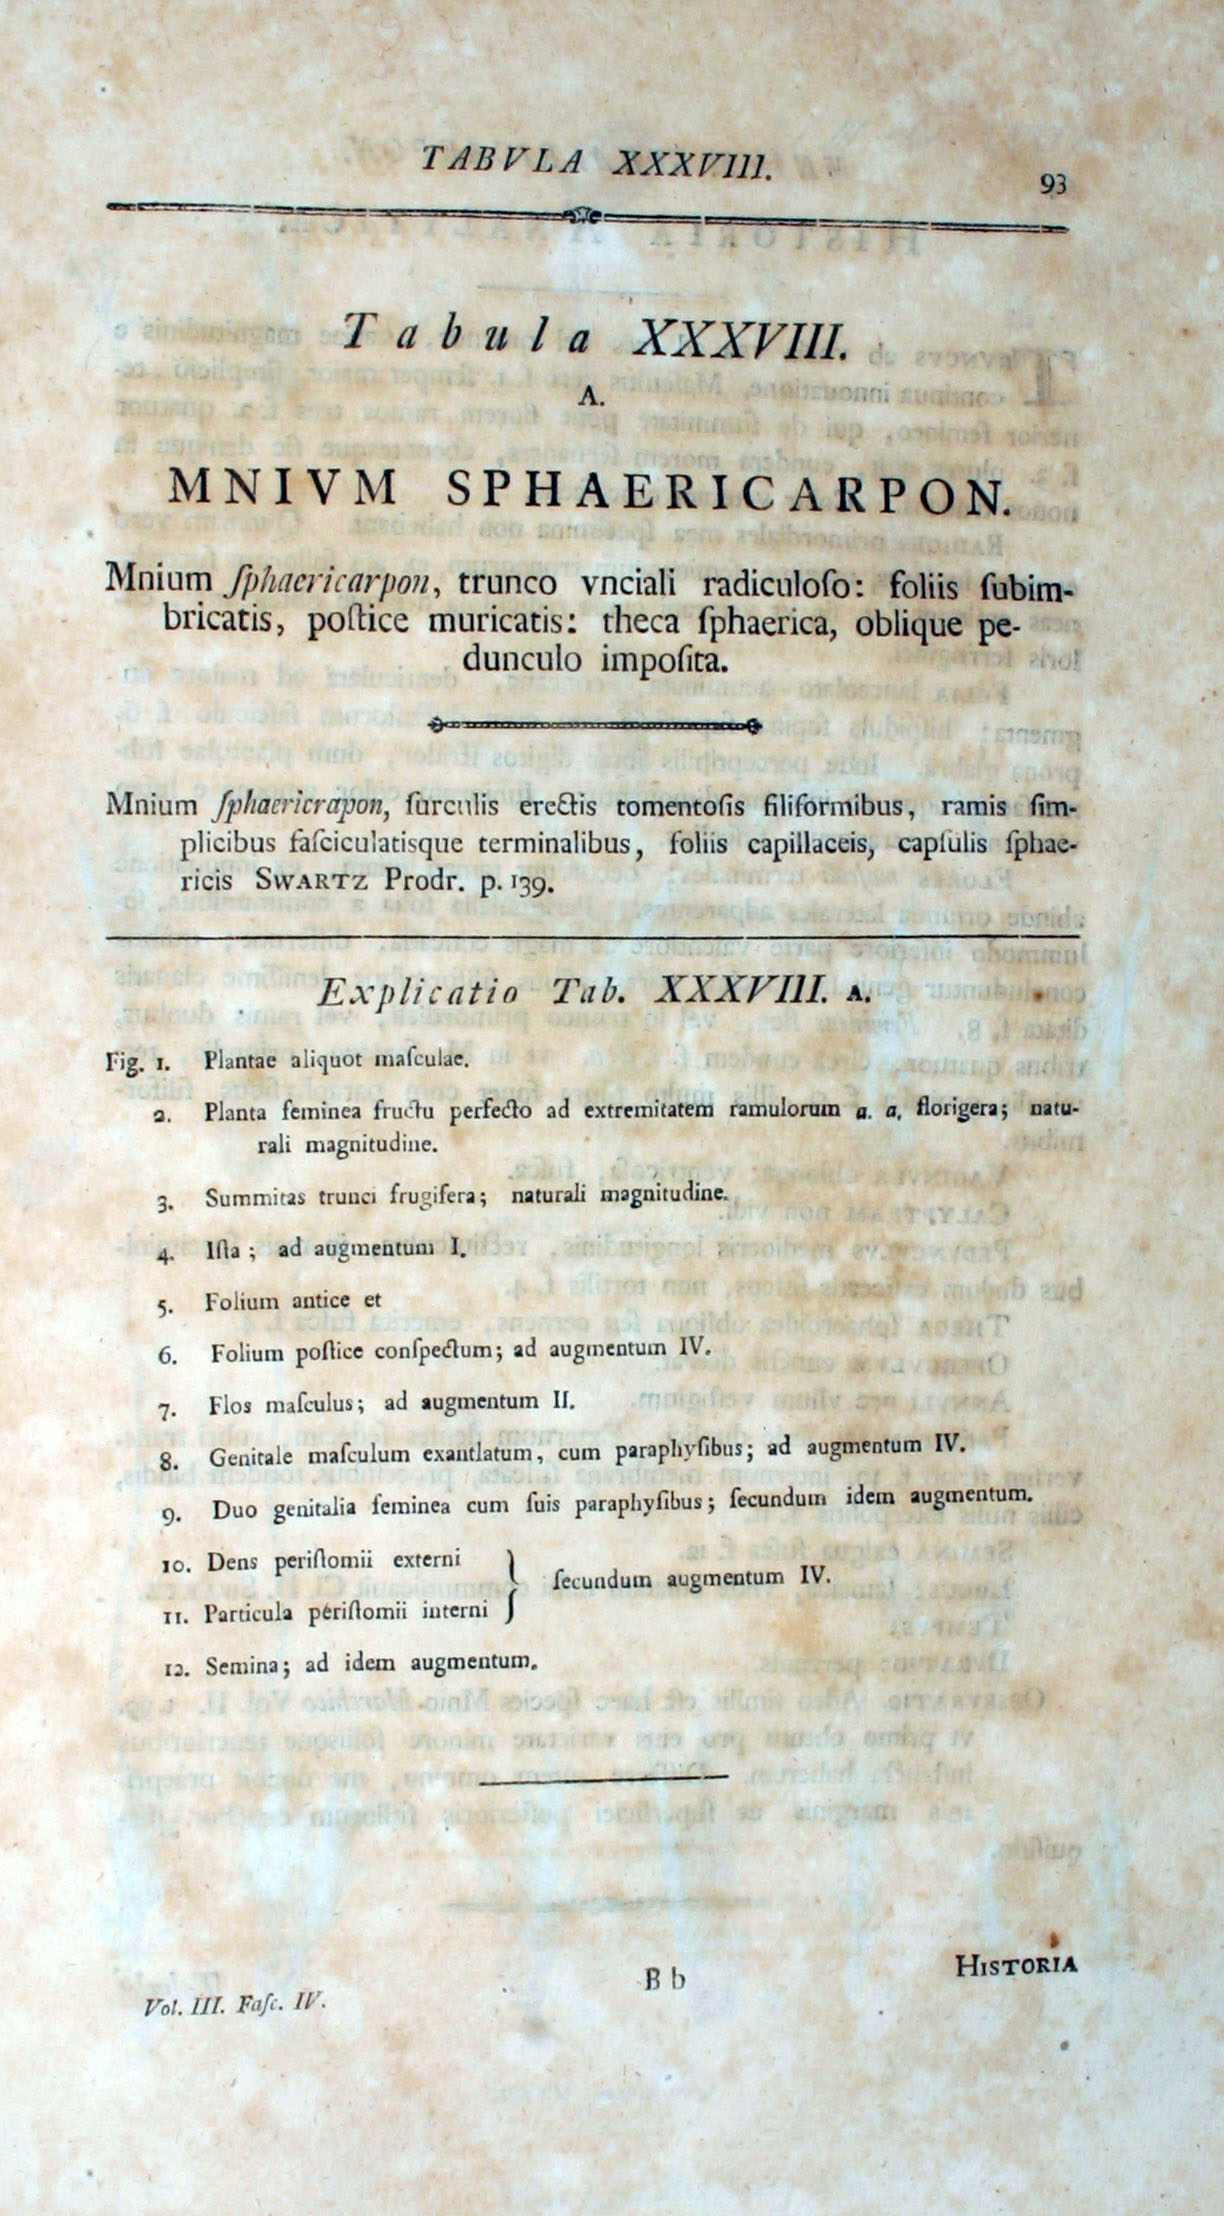 TABVLA XXXVIII.
93
Tabula XXXVIII.
A.
MNIVM SPHAERICARPON.
Mnium ſphaericarpon, trunco vnciali radiculoſo: foliis ſubim-
bricatis, poſtice muricatis: theca ſphaerica, oblique pe-
dunculo impoſita.
Mnium ſphaericrapon, ſurculis erectis tomentoſis filiformibus, ramis ſim-
plicibus faſciculatisque terminalibus, foliis capillaceis, capſulis ſphae-
ricis SWARTZ Prodr. p. 139.
Explicatio Tab. XXXVIII. A.
Fig. 1. Plantae aliquot maſculae.
2. Planta feminea fructu perfecto ad extremitatem ramulorum a. a. florigera; natu-
rali magnitudine.
3. Summitas trunci frugifera; naturali magnitudine.
4. Iſta; ad augmentum I.
5. Folium antice et
6. Folium poſtice conſpectum; ad augmentum IV.
7. Flos maſculus; ad augmentum II.
8. Genitale maſculum exantlatum, cum paraphyſibus; ad augmentum IV.
9. Duo genitalia feminea cum ſuis paraphyſibus; ſecundum idem augmentum.
10. Dens periſtomii externi
11. Particula periſtomii interni } ſecundum augmentum IV.
12. Semina; ad idem augmentum.
Vol. III. Faſc. IV.
B b
HISTORIA